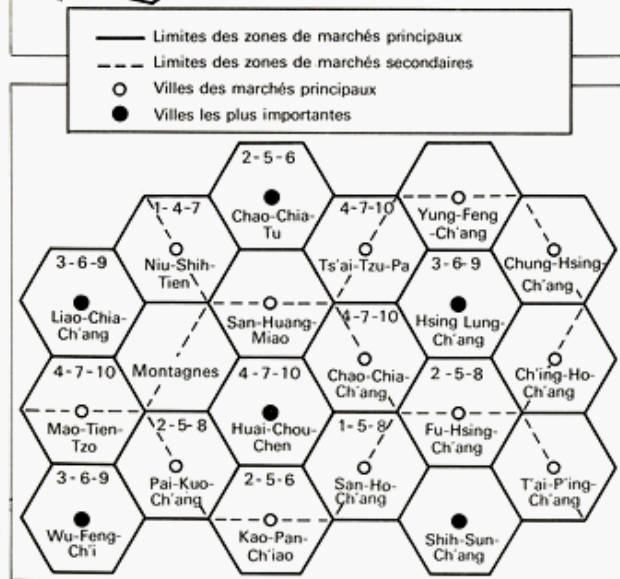 Limites des zones de marchés principaux
Limites des zones de marchés secondaires
Villes des marchés principaux
Villes les plus importantes
2-5-6
Chao-Chia-
Tu
1-4-7
Niu-Shih-
Tien
4-7-10
Ts'ai-Tzu-Pa
Yung-Feng
-Ch'ang
Chung-Hsing-
Ch'ang
3-6-9
Liao-Chia-
Ch'ang
San-Huang-
Miao
3-6-9
Hsing Lung-
Ch'ang
Montagnes
4-7-10
Chao-Chia-
Ch'ang
Ch'ing-Ho-
Ch'ang
4-7-10
Mao-Tien-
Tzo
4-7-10
Huai-Chou-
Chen
2-5-8
Fu-Hsing-
Ch'ang
2-5-8
Pai-Kuo-
Ch'ang
1-5-8
San-Ho-
Ch'ang
T'ai-P'ing-
Ch'ang
3-6-9
Wu-Feng-
Ch'i
2-5-6
Kao-Pan-
Ch'iao
Shih-Sun-
Ch'ang